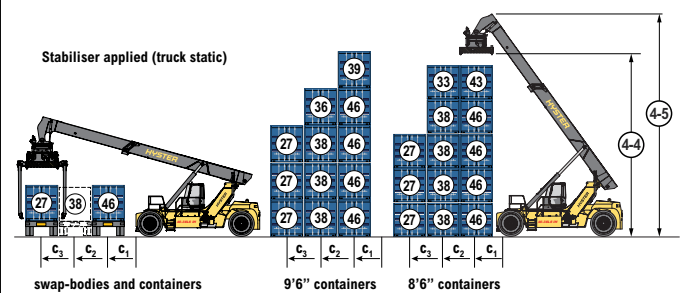 Stabiliser applied (truck static)
39
33 43
36 46
38 46
4-5
HYSTER
HYSTER
27 38 46
27 38 46
4-4
27 38 46
27 38 46
27 38 46
27 38 46
27 38 46
c3 c2 c1
c3 c2 c1
c3 c2 c1
swap-bodies and containers
9'6” containers
8'6” containers